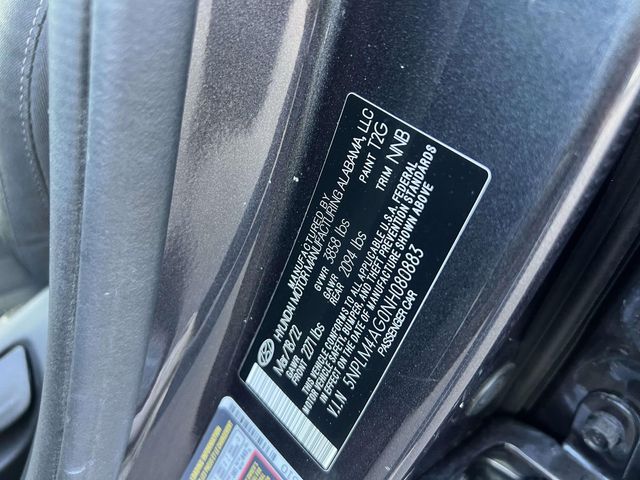 MANUFACTURED BY
HYUNDAI MOTOR MANUFACTURING ALABAMA, LLC
Mar/18/22 GVWR 3858 lbs PAINT T2G
GAWR FRONT 2271 lbs GAWR REAR 2094 lbs TRIM NNB
THIS VEHICLE CONFORMS TO ALL APPLICABLE U.S.A. FEDERAL
MOTOR VEHICLE SAFETY, BUMPER, AND THEFT PREVENTION STANDARDS
IN EFFECT ON THE DATE OF MANUFACTURE SHOWN ABOVE
V.I.N 5NPLM4AG0NH080883
PASSENGER CAR